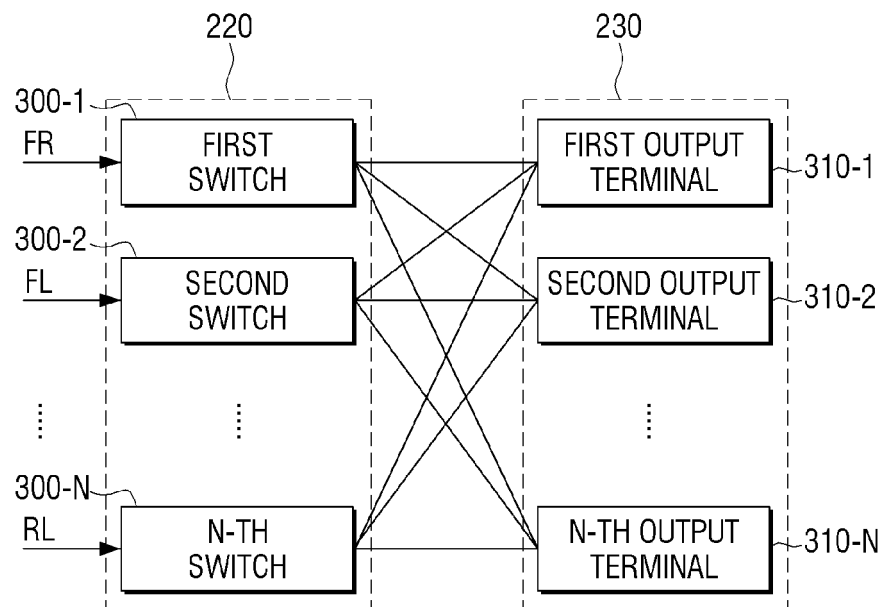 220
230
300-1
FR
FIRST
SWITCH
FIRST OUTPUT
TERMINAL
310-1
300-2
FL
SECOND
SWITCH
SECOND OUTPUT
TERMINAL
310-2
300-N
RL
N-TH
SWITCH
N-TH OUTPUT
TERMINAL
310-N